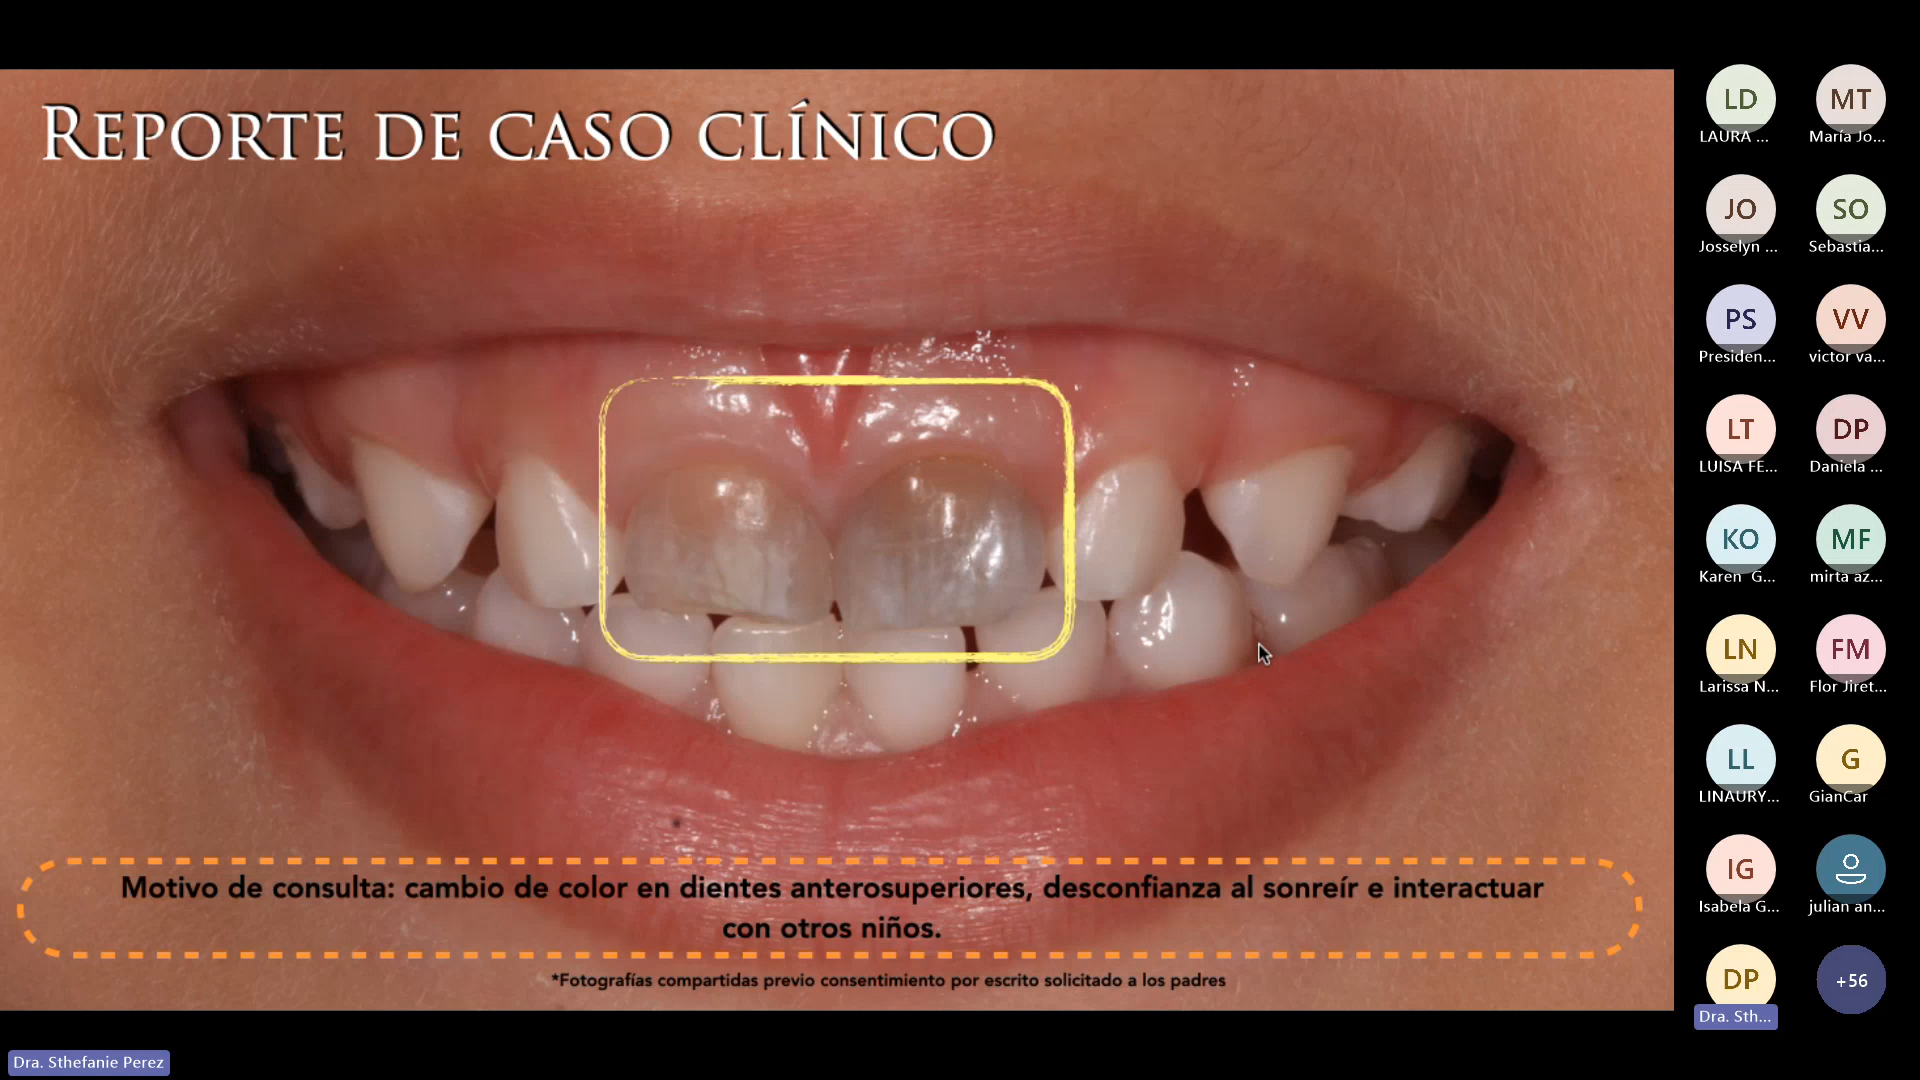 REPORTE DE CASO CLÍNICO
Motivo de consulta: cambio de color en dientes anterosuperiores, desconfianza al sonreír e interactuar
con otros niños.
*Fotografías compartidas previo consentimiento por escrito solicitado a los padres
Dra. Sthefanie Perez
LD
LAURA ...
MT
María Jo...
JO
Josselyn ...
SO
Sebastia...
PS
Presiden...
VV
victor va...
LT
LUISA FE...
DP
Daniela ...
KO
Karen G...
MF
mirta az...
LN
Larissa N...
FM
Flor Jiret...
LL
LINAURY...
G
GianCar
IG
Isabela G...
julian an...
DP
Dra. Sth...
+56